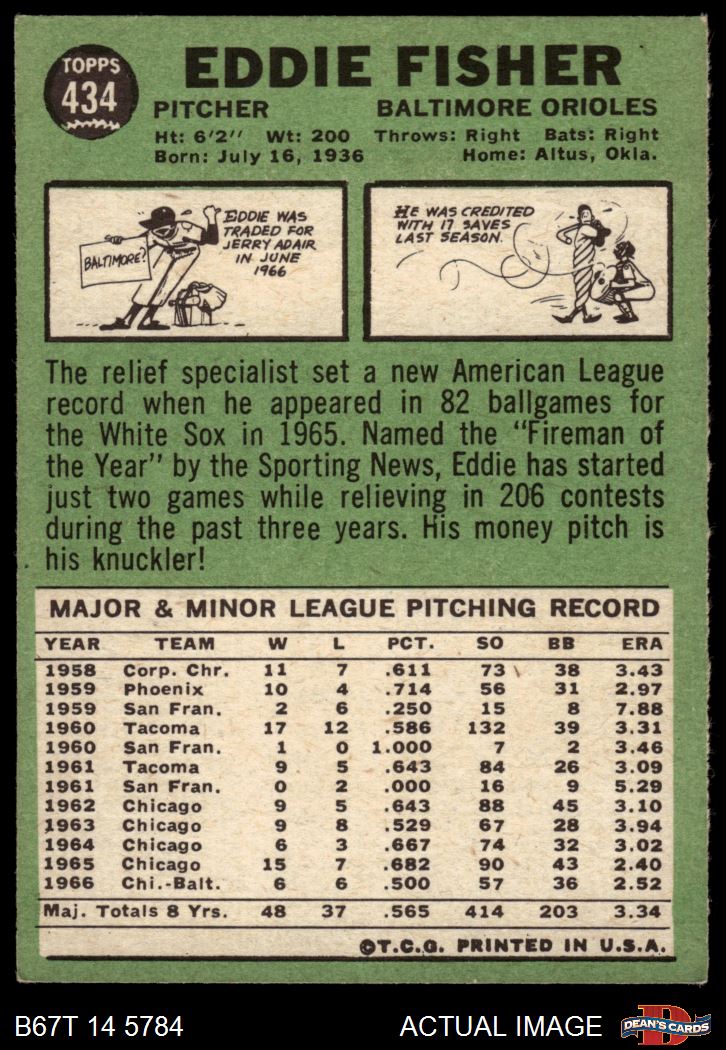 TOPPS
434
EDDIE FISHER
PITCHER BALTIMORE ORIOLES
Ht: 6'2" Wt: 200 Throws: Right Bats: Right
Born: July 16, 1936 Home: Altus, Okla.
BALTIMORE?
EDDIE WAS
TRADED FOR
JERRY ADAIR
IN JUNE
1966
HE WAS CREDITED
WITH 17 SAVES
LAST SEASON.
The relief specialist set a new American League
record when he appeared in 82 ballgames for
the White Sox in 1965. Named the "Fireman of
the Year" by the Sporting News, Eddie has started
just two games while relieving in 206 contests
during the past three years. His money pitch is
his knuckler!
MAJOR & MINOR LEAGUE PITCHING RECORD
YEAR TEAM W L PCT. SO BB ERA
1958 Corp. Chr. 11 7 .611 73 38 3.43
1959 Phoenix 10 4 .714 56 31 2.97
1959 San Fran. 2 6 .250 15 8 7.88
1960 Tacoma 17 12 .586 132 39 3.31
1960 San Fran. 1 0 1.000 7 2 3.46
1961 Tacoma 9 5 .643 84 26 3.09
1961 San Fran. 0 2 .000 16 9 5.29
1962 Chicago 9 5 .643 88 45 3.10
1963 Chicago 9 8 .529 67 28 3.94
1964 Chicago 6 3 .667 74 32 3.02
1965 Chicago 15 7 .682 90 43 2.40
1966 Chi.-Balt. 6 6 .500 57 36 2.52
Maj. Totals 8 Yrs. 48 37 .565 414 203 3.34
©T.C.G. PRINTED IN U.S.A.
B67T 14 5784 ACTUAL IMAGE
D
DEAN'S CARDS